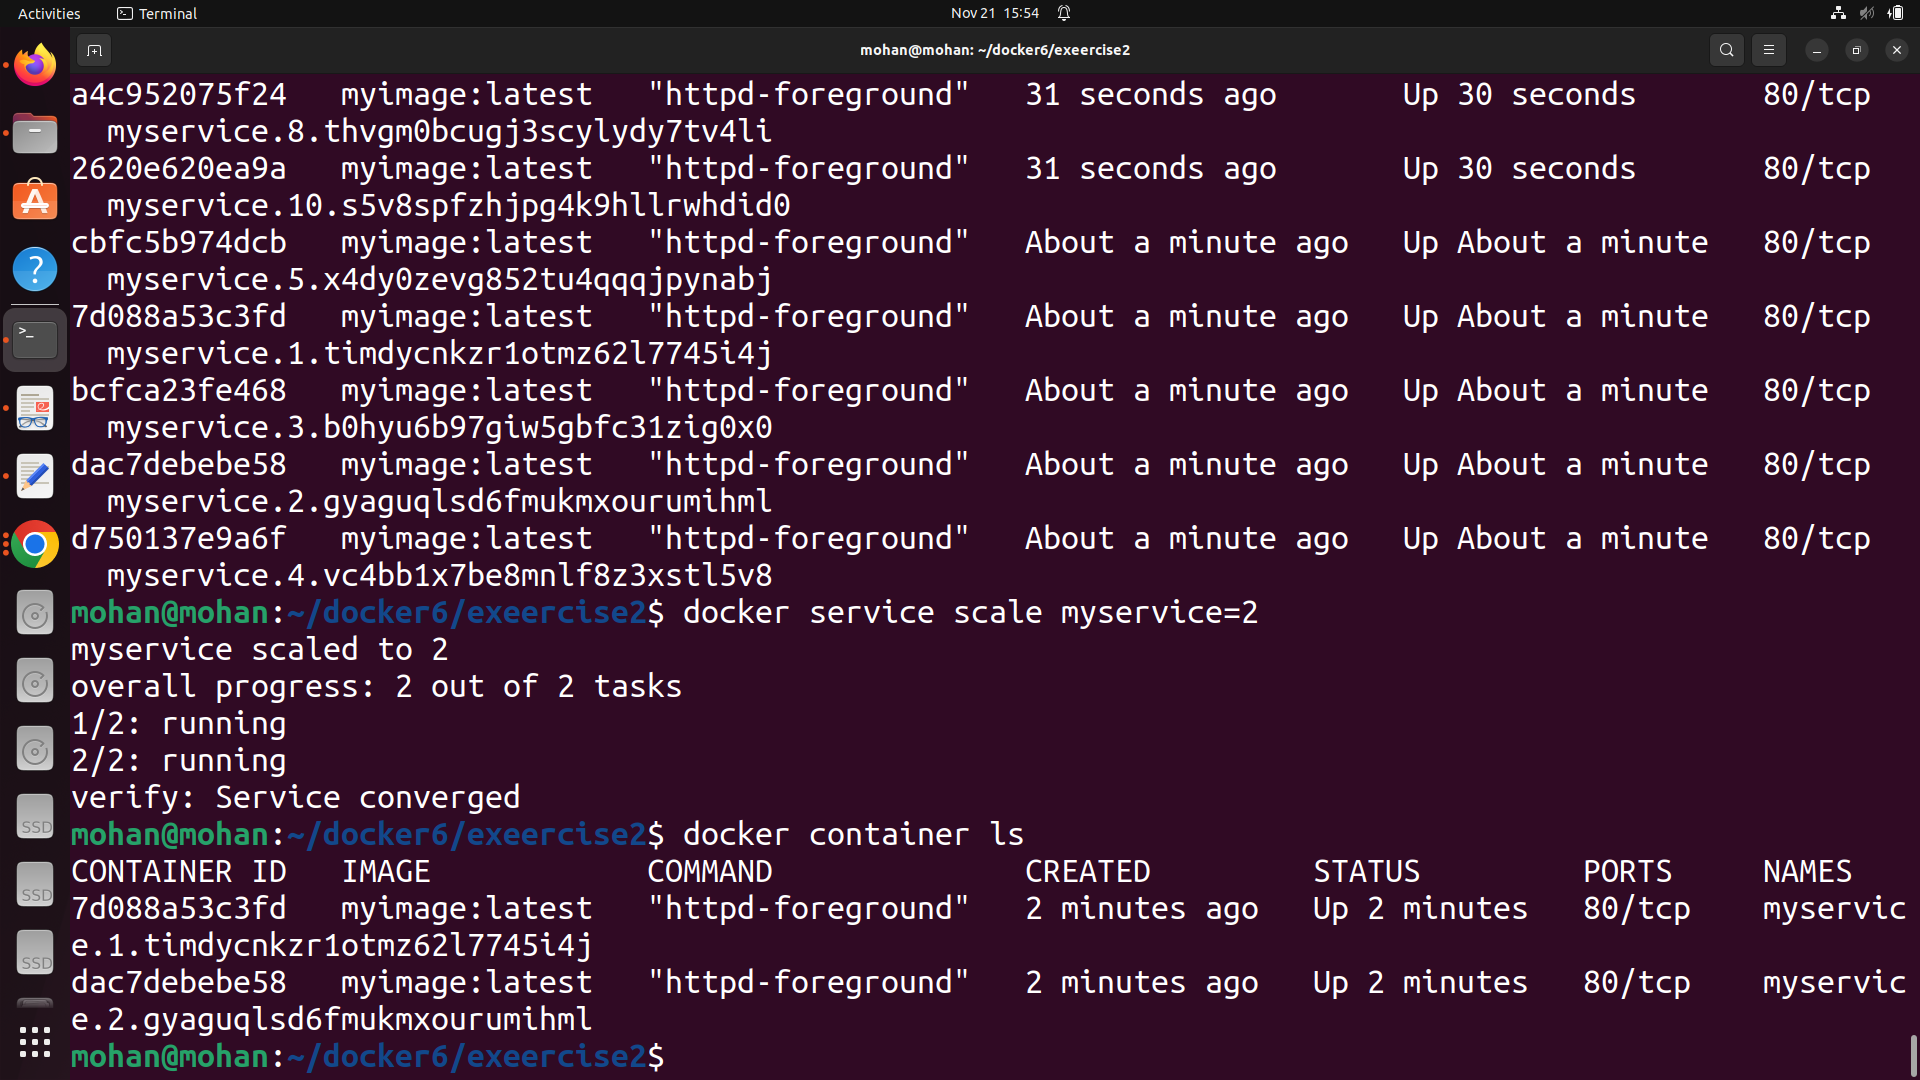 Activities
Terminal
Nov 21 15:54
mohan@mohan: ~/docker6/exeercise2
a4c952075f24   myimage:latest   "httpd-foreground"   31 seconds ago       Up 30 seconds       80/tcp
myservice.8.thvgm0bcugj3scylydy7tv4li
2620e620ea9a   myimage:latest   "httpd-foreground"   31 seconds ago       Up 30 seconds       80/tcp
myservice.10.s5v8spfzhjpg4k9hllrwhdid0
cbfc5b974dcb   myimage:latest   "httpd-foreground"   About a minute ago   Up About a minute   80/tcp
myservice.5.x4dy0zevg852tu4qqqjpynabj
7d088a53c3fd   myimage:latest   "httpd-foreground"   About a minute ago   Up About a minute   80/tcp
myservice.1.timdycnkzr1otmz62l7745i4j
bcfca23fe468   myimage:latest   "httpd-foreground"   About a minute ago   Up About a minute   80/tcp
myservice.3.b0hyu6b97giw5gbfc31zig0x0
dac7debebe58   myimage:latest   "httpd-foreground"   About a minute ago   Up About a minute   80/tcp
myservice.2.gyaguqlsd6fmukmxourumihml
d750137e9a6f   myimage:latest   "httpd-foreground"   About a minute ago   Up About a minute   80/tcp
myservice.4.vc4bb1x7be8mnlf8z3xstl5v8
mohan@mohan:~/docker6/exeercise2$ docker service scale myservice=2
myservice scaled to 2
overall progress: 2 out of 2 tasks
1/2: running
2/2: running
verify: Service converged
mohan@mohan:~/docker6/exeercise2$ docker container ls
CONTAINER ID   IMAGE            COMMAND              CREATED         STATUS         PORTS     NAMES
7d088a53c3fd   myimage:latest   "httpd-foreground"   2 minutes ago   Up 2 minutes   80/tcp    myservic
e.1.timdycnkzr1otmz62l7745i4j
dac7debebe58   myimage:latest   "httpd-foreground"   2 minutes ago   Up 2 minutes   80/tcp    myservic
e.2.gyaguqlsd6fmukmxourumihml
mohan@mohan:~/docker6/exeercise2$
SSD
SSD
SSD